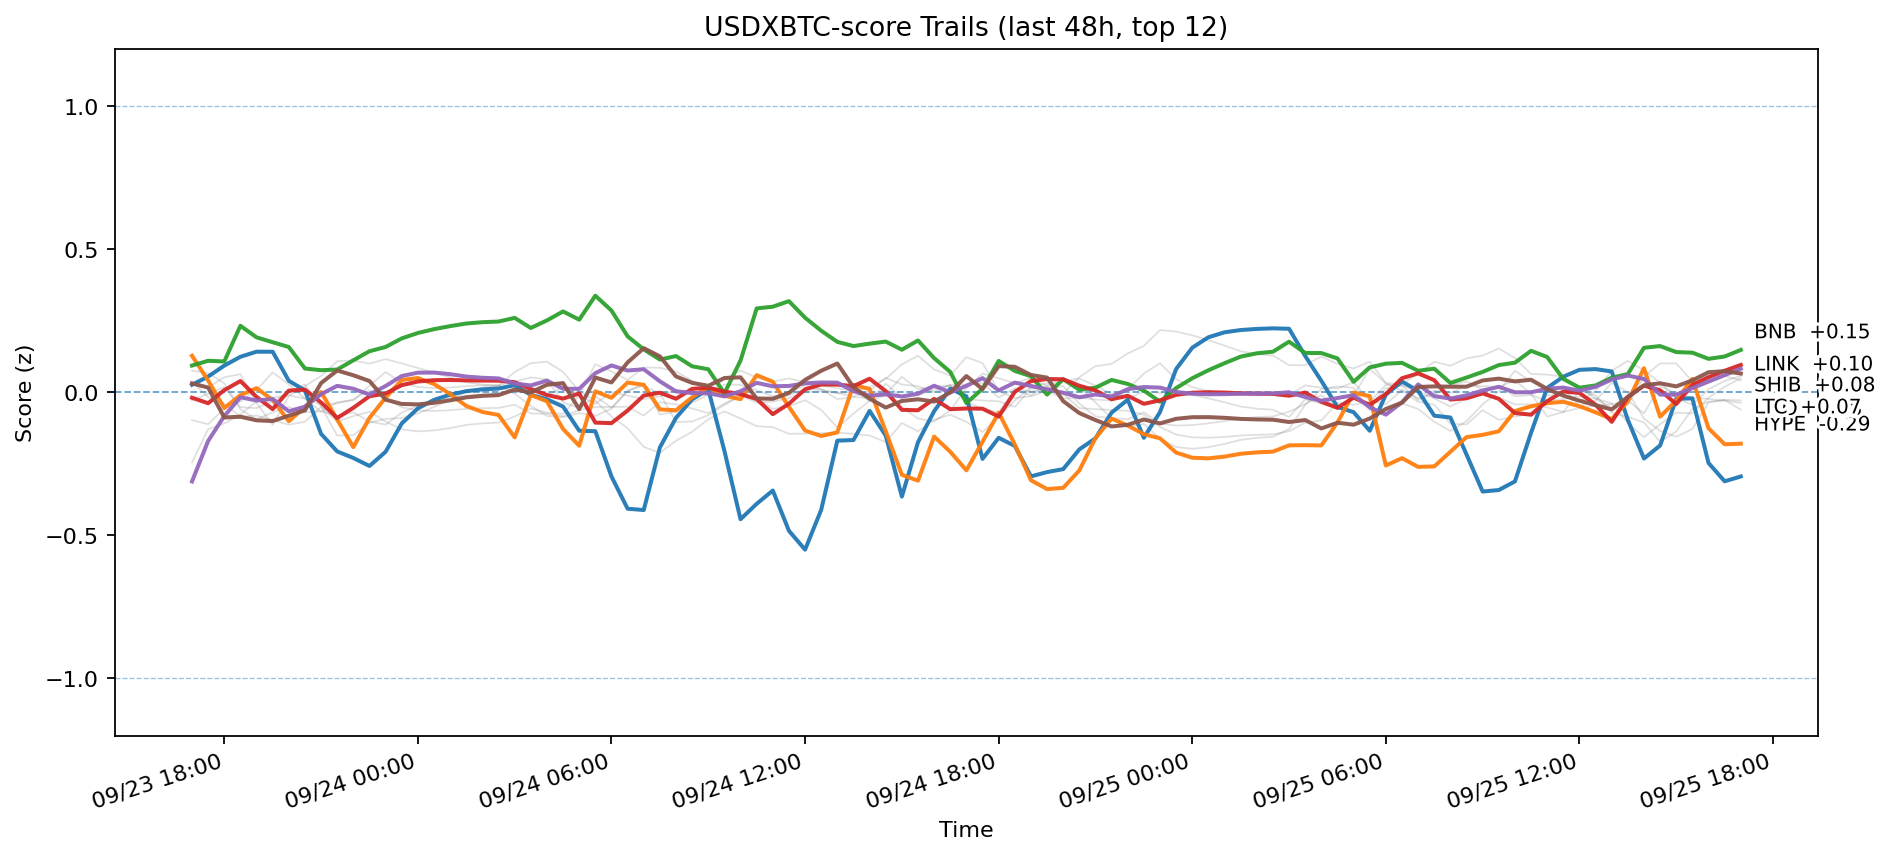 USDXBTC-score Trails (last 48h, top 12)
Score (z)
1.0
0.5
0.0
−0.5
−1.0
BNB +0.15
LINK +0.10
SHIB +0.08
LTC +0.07
HYPE -0.29
09/23 18:00
09/24 00:00
09/24 06:00
09/24 12:00
09/24 18:00
09/25 00:00
09/25 06:00
09/25 12:00
09/25 18:00
Time